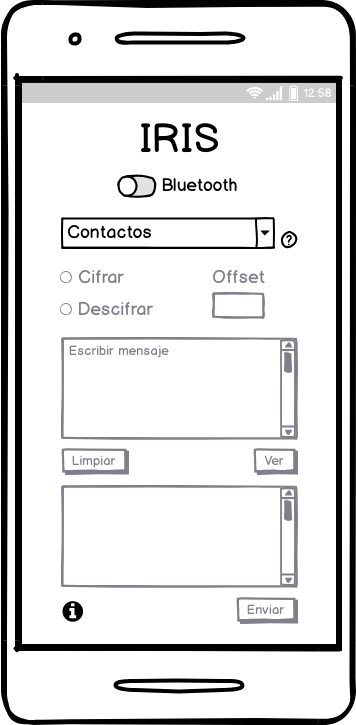 12:58
IRIS
Bluetooth
Contactos
?
Cifrar
Offset
Descifrar
Escribir mensaje
Limpiar
Ver
i
Enviar